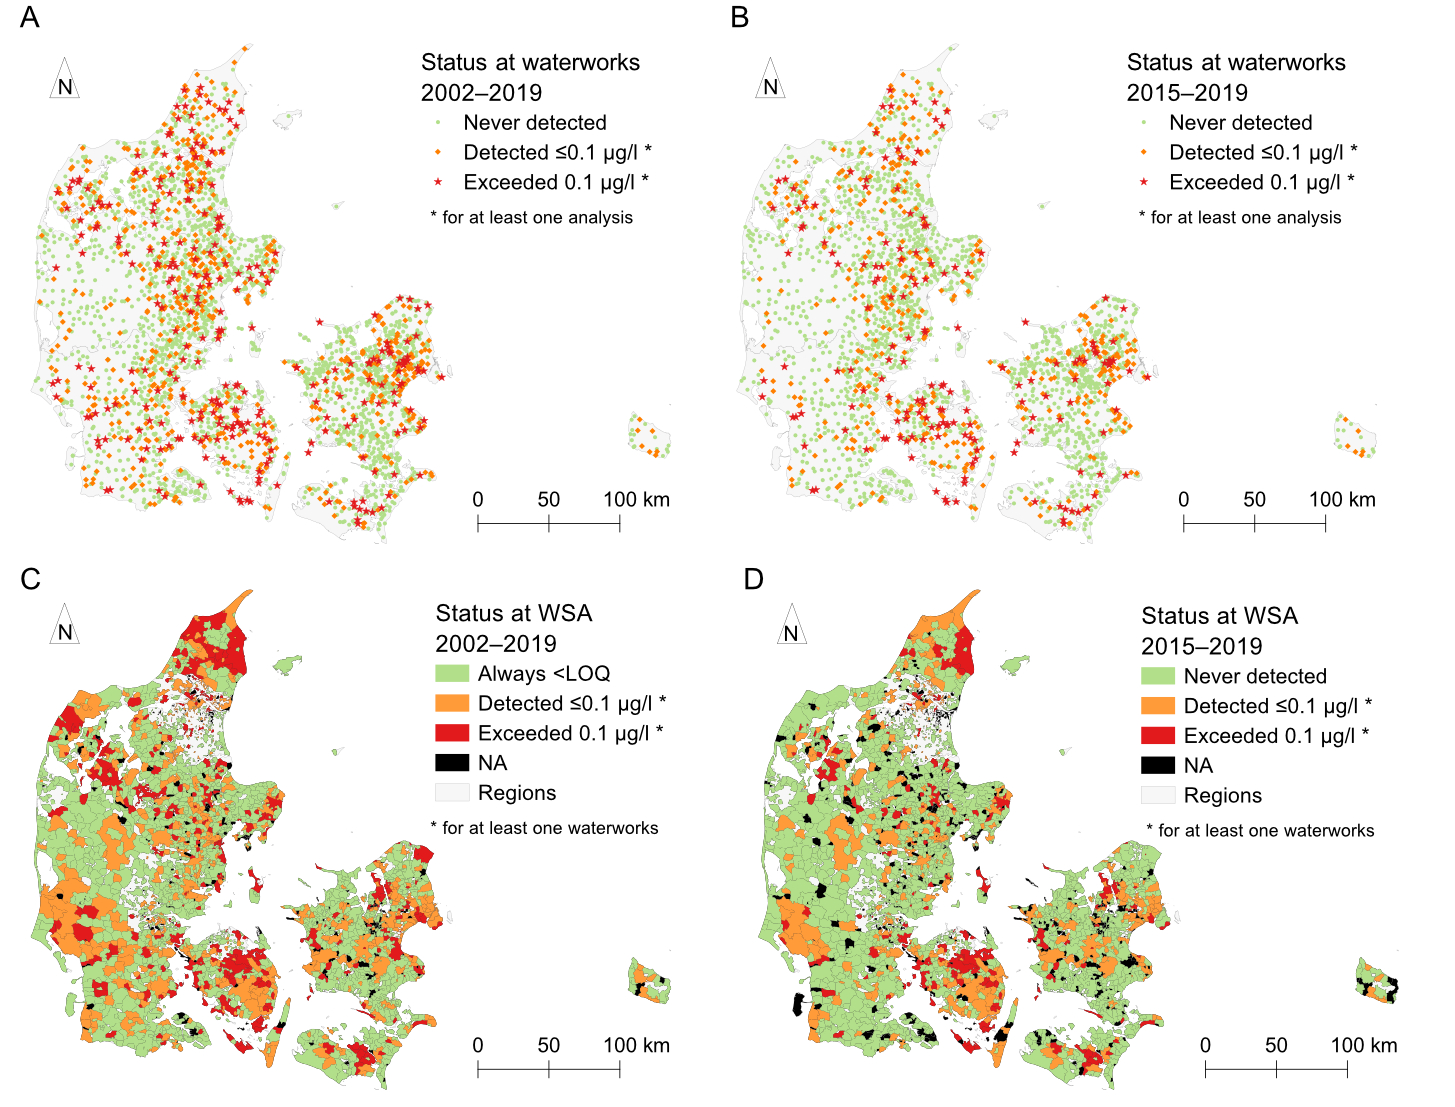 A
N
Status at waterworks
2002–2019
Never detected
Detected ≤0.1 µg/l *
Exceeded 0.1 µg/l *
* for at least one analysis
0 50 100 km
B
N
Status at waterworks
2015–2019
Never detected
Detected ≤0.1 µg/l *
Exceeded 0.1 µg/l *
* for at least one analysis
0 50 100 km
C
N
Status at WSA
2002–2019
Always <LOQ
Detected ≤0.1 µg/l *
Exceeded 0.1 µg/l *
NA
Regions
* for at least one waterworks
0 50 100 km
D
N
Status at WSA
2015–2019
Never detected
Detected ≤0.1 µg/l *
Exceeded 0.1 µg/l *
NA
Regions
* for at least one waterworks
0 50 100 km